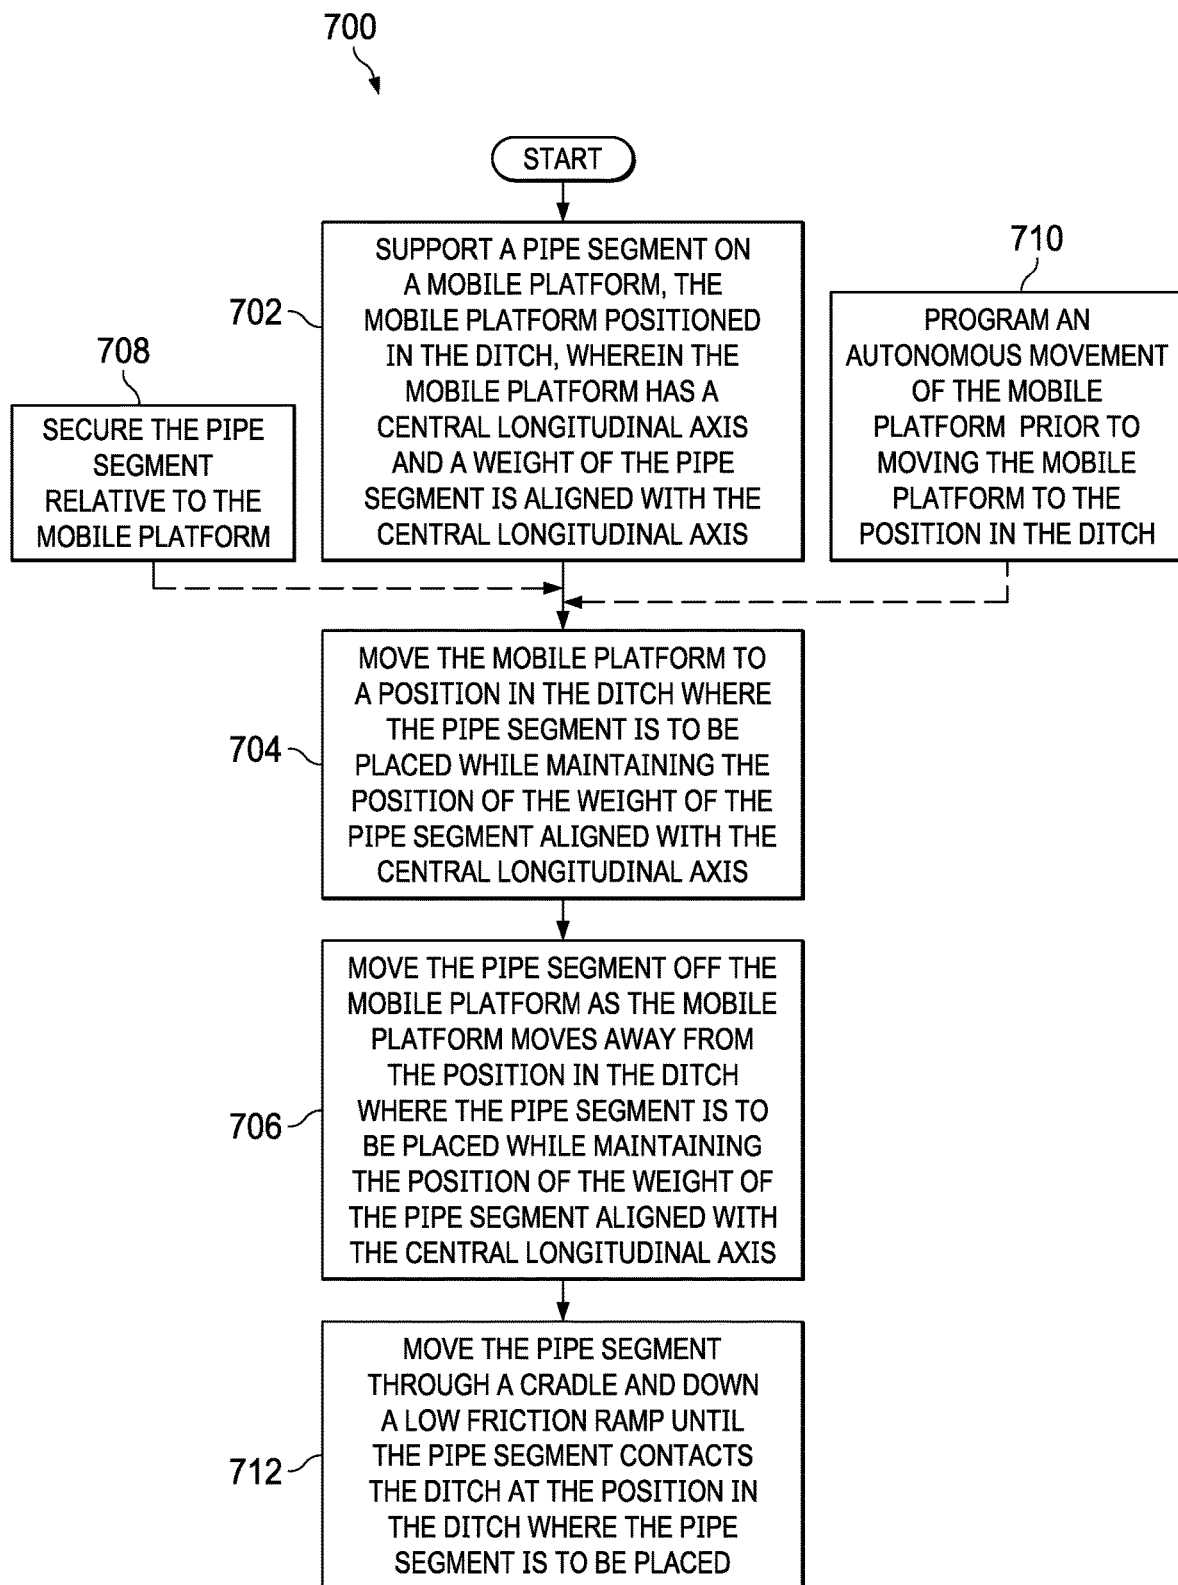 700
START
702
SUPPORT A PIPE SEGMENT ON
A MOBILE PLATFORM, THE
MOBILE PLATFORM POSITIONED
IN THE DITCH, WHEREIN THE
MOBILE PLATFORM HAS A
CENTRAL LONGITUDINAL AXIS
AND A WEIGHT OF THE PIPE
SEGMENT IS ALIGNED WITH THE
CENTRAL LONGITUDINAL AXIS
708
SECURE THE PIPE
SEGMENT
RELATIVE TO THE
MOBILE PLATFORM
710
PROGRAM AN
AUTONOMOUS MOVEMENT
OF THE MOBILE
PLATFORM PRIOR TO
MOVING THE MOBILE
PLATFORM TO THE
POSITION IN THE DITCH
704
MOVE THE MOBILE PLATFORM TO
A POSITION IN THE DITCH WHERE
THE PIPE SEGMENT IS TO BE
PLACED WHILE MAINTAINING THE
POSITION OF THE WEIGHT OF THE
PIPE SEGMENT ALIGNED WITH THE
CENTRAL LONGITUDINAL AXIS
706
MOVE THE PIPE SEGMENT OFF THE
MOBILE PLATFORM AS THE MOBILE
PLATFORM MOVES AWAY FROM
THE POSITION IN THE DITCH
WHERE THE PIPE SEGMENT IS TO
BE PLACED WHILE MAINTAINING
THE POSITION OF THE WEIGHT OF
THE PIPE SEGMENT ALIGNED WITH
THE CENTRAL LONGITUDINAL AXIS
712
MOVE THE PIPE SEGMENT
THROUGH A CRADLE AND DOWN
A LOW FRICTION RAMP UNTIL
THE PIPE SEGMENT CONTACTS
THE DITCH AT THE POSITION IN
THE DITCH WHERE THE PIPE
SEGMENT IS TO BE PLACED